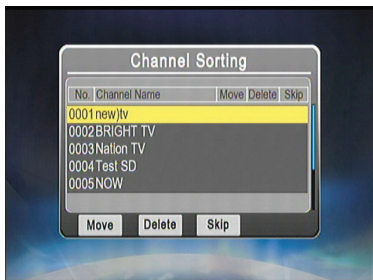 Channel Sorting
No. Channel Name Move Delete Skip
0001 new)tv
0002 BRIGHT TV
0003 Nation TV
0004 Test SD
0005 NOW
Move Delete Skip